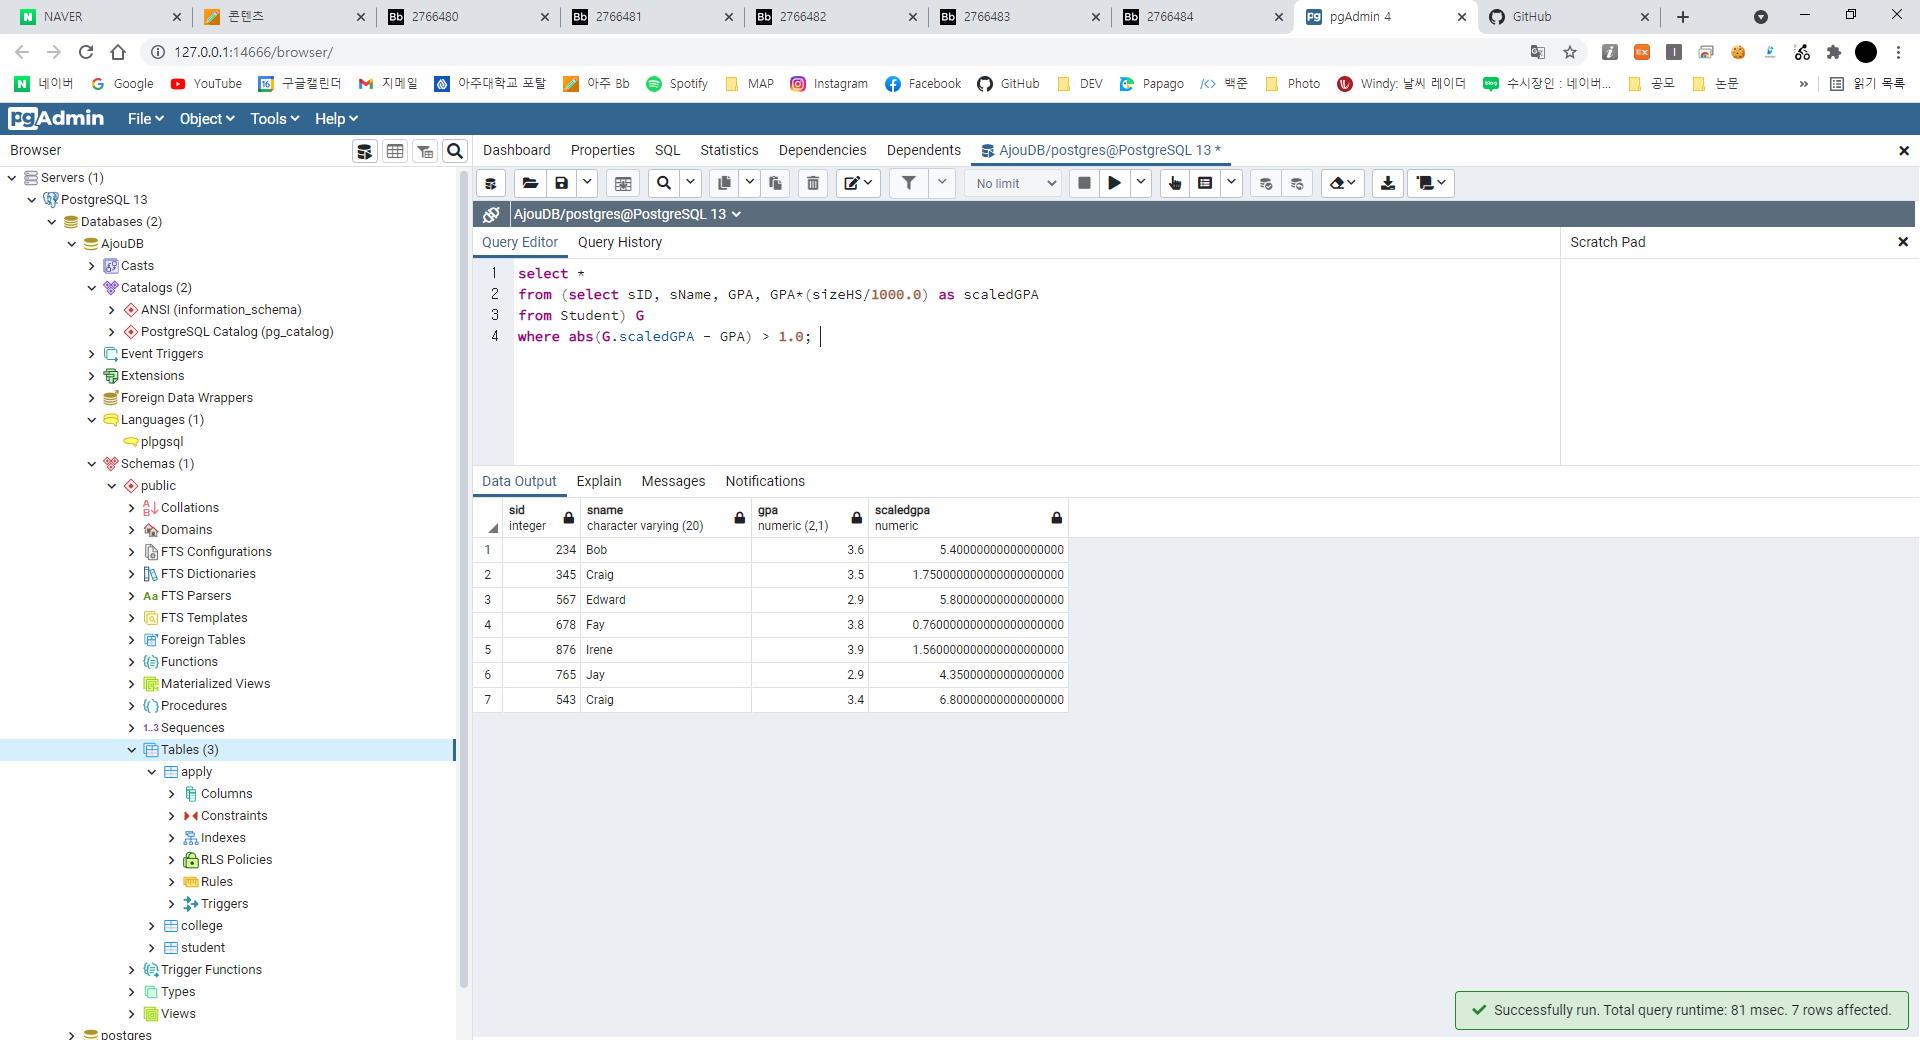 NAVER
콘텐츠
2766480
2766481
2766482
2766483
2766484
pgAdmin 4
GitHub
127.0.0.1:14666/browser/
네이버
Google
YouTube
구글캘린더
지메일
아주대학교 포탈
아주 Bb
Spotify
MAP
Instagram
Facebook
GitHub
DEV
Papago
백준
Photo
Windy: 날씨 레이더
수시장인 : 네이버...
공모
논문
»
읽기 목록
pgAdmin
File
Object
Tools
Help
Browser
Dashboard
Properties
SQL
Statistics
Dependencies
Dependents
AjouDB/postgres@PostgreSQL 13 *
Servers (1)
PostgreSQL 13
Databases (2)
AjouDB
Casts
Catalogs (2)
ANSI (information_schema)
PostgreSQL Catalog (pg_catalog)
Event Triggers
Extensions
Foreign Data Wrappers
Languages (1)
plpgsql
Schemas (1)
public
Collations
Domains
FTS Configurations
FTS Dictionaries
FTS Parsers
FTS Templates
Foreign Tables
Functions
Materialized Views
Procedures
Sequences
Tables (3)
apply
Columns
Constraints
Indexes
RLS Policies
Rules
Triggers
college
student
Trigger Functions
Types
Views
postgres
No limit
AjouDB/postgres@PostgreSQL 13
Query Editor
Query History
Scratch Pad
1 select *
2 from (select sID, sName, GPA, GPA*(sizeHS/1000.0) as scaledGPA
3 from Student) G
4 where abs(G.scaledGPA - GPA) > 1.0;
Data Output
Explain
Messages
Notifications
sid integer
sname character varying (20)
gpa numeric (2,1)
scaledgpa numeric
1 234 Bob 3.6 5.40000000000000000
2 345 Craig 3.5 1.750000000000000000000
3 567 Edward 2.9 5.80000000000000000
4 678 Fay 3.8 0.760000000000000000000
5 876 Irene 3.9 1.560000000000000000000
6 765 Jay 2.9 4.35000000000000000
7 543 Craig 3.4 6.80000000000000000
Successfully run. Total query runtime: 81 msec. 7 rows affected.